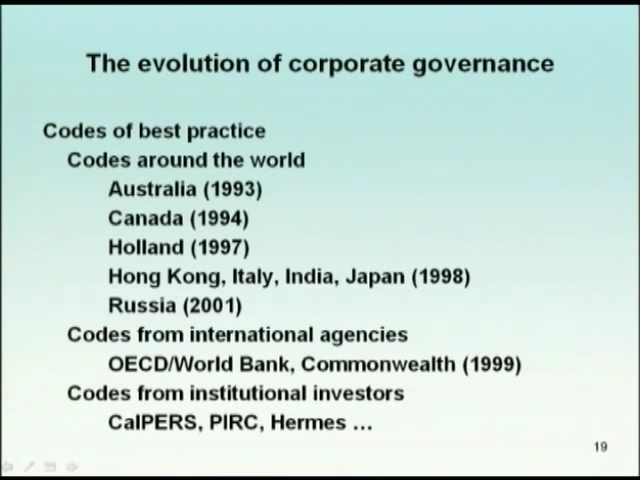 The evolution of corporate governance
Codes of best practice
Codes around the world
Australia (1993)
Canada (1994)
Holland (1997)
Hong Kong, Italy, India, Japan (1998)
Russia (2001)
Codes from international agencies
OECD/World Bank, Commonwealth (1999)
Codes from institutional investors
CalPERS, PIRC, Hermes ...
19